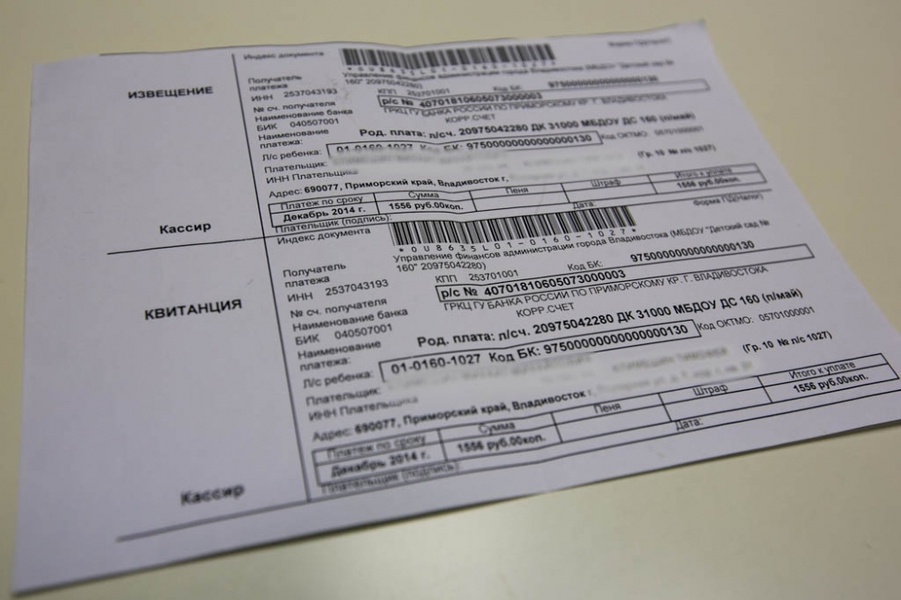 ИЗВЕЩЕНИЕ
Кассир
Индекс документа
Получатель платежа
Управление финансов администрации города Владивостока (МБДОУ "Детский сад №
160" 20975042280)
ИНН 2537043193 КПП 253701001 Код БК: 97500000000000000130
№ сч. получателя р/с № 40701810605073000003
Наименование банка ГРКЦ ГУ БАНКА РОССИИ ПО ПРИМОРСКОМУ КР. Г. ВЛАДИВОСТОКА
БИК 040507001 КОРР.СЧЕТ
Наименование платежа: Род. плата: л/сч. 20975042280 ДК 31000 МБДОУ ДС 160 (п/май)
Л/с ребенка: 01-0160-1027 Код БК: 97500000000000000130 Код ОКТМО: 05701000001
Плательщик: (Гр. 10 № л/с 1027)
ИНН Плательщика
Адрес: 690077, Приморский край, Владивосток г,
Платеж по сроку Сумма Пеня Штраф Итого к уплате
Декабрь 2014 г. 1556 руб.00коп. 1556 руб.00коп.
Плательщик (подпись): Дата:
КВИТАНЦИЯ
Кассир
Индекс документа *0U8635L01-0160-1027* Форма ПД(Налог)
Получатель платежа
Управление финансов администрации города Владивостока (МБДОУ "Детский сад №
160" 20975042280)
ИНН 2537043193 КПП 253701001 Код БК: 97500000000000000130
№ сч. получателя р/с № 40701810605073000003
Наименование банка ГРКЦ ГУ БАНКА РОССИИ ПО ПРИМОРСКОМУ КР. Г. ВЛАДИВОСТОКА
БИК 040507001 КОРР.СЧЕТ
Наименование платежа: Род. плата: л/сч. 20975042280 ДК 31000 МБДОУ ДС 160 (п/май)
Л/с ребенка: 01-0160-1027 Код БК: 97500000000000000130 Код ОКТМО: 05701000001
Плательщик: (Гр. 10 № л/с 1027)
ИНН Плательщика
Адрес: 690077, Приморский край, Владивосток г,
Платеж по сроку Сумма Пеня Штраф Итого к уплате
Декабрь 2014 г. 1556 руб.00коп. 1556 руб.00коп.
Плательщик (подпись): Дата: